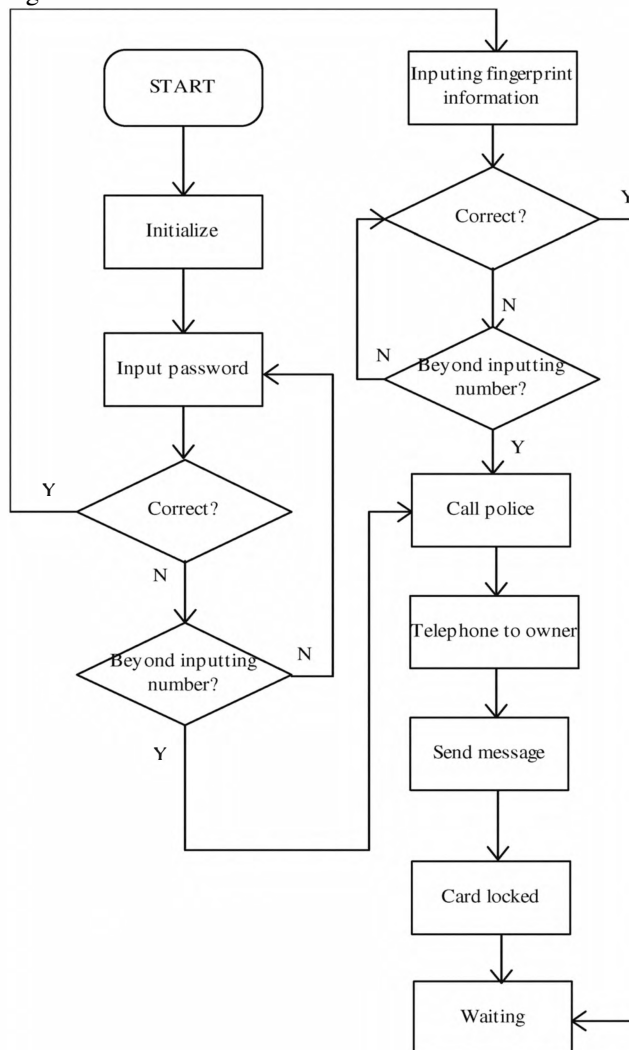 START
Initialize
Input password
Correct?
Y
N
Beyond inputting
number?
N
Y
Inputing fingerprint
information
Correct?
Y
N
Beyond inputting
number?
N
Y
Call police
Telephone to owner
Send message
Card locked
Waiting